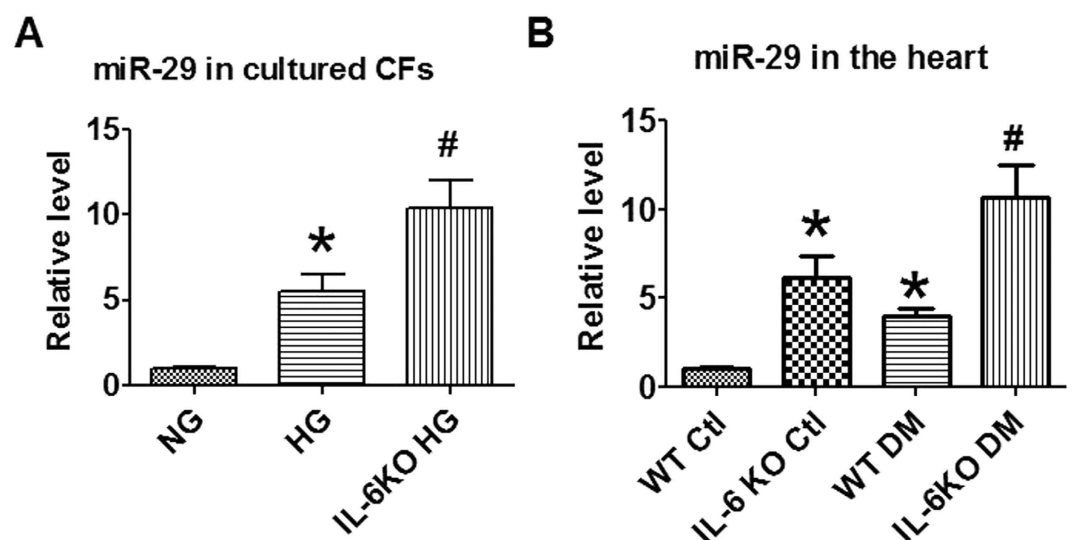 A
miR-29 in cultured CFs
Relative level
15
10
5
0
*
#
NG
HG
IL-6KO HG
B
miR-29 in the heart
Relative level
15
10
5
0
*
*
#
WT Ctl
IL-6 KO Ctl
WT DM
IL-6KO DM